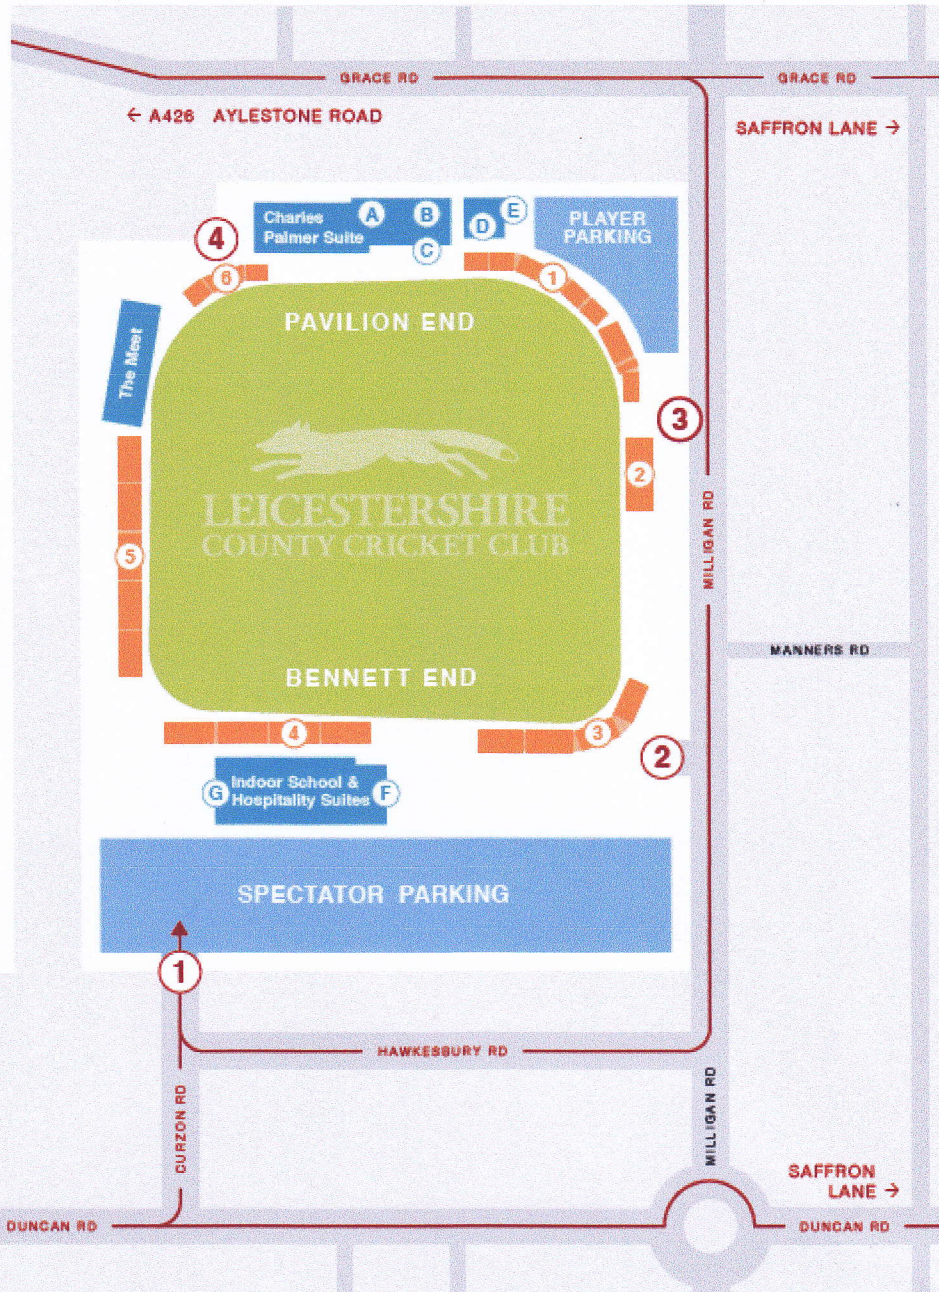 GRACE RD
GRACE RD
← A426 AYLESTONE ROAD
SAFFRON LANE →
Charles
Palmer Suite
A
B
C
D
E
PLAYER
PARKING
4
6
1
PAVILION END
The Meet
3
2
LEICESTERSHIRE
COUNTY CRICKET CLUB
MILLIGAN RD
5
MANNERS RD
BENNETT END
4
3
2
G
Indoor School &
Hospitality Suites
F
SPECTATOR PARKING
1
HAWKESBURY RD
CURZON RD
MILLIGAN RD
SAFFRON
LANE →
DUNCAN RD
DUNCAN RD